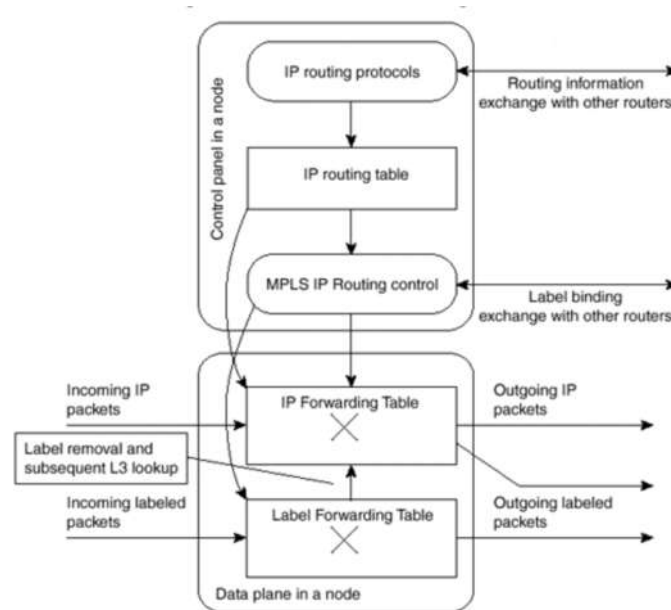 IP routing protocols
Routing information
exchange with other routers
Control panel in a node
IP routing table
MPLS IP Routing control
Label binding
exchange with other routers
Incoming IP
packets
IP Forwarding Table
Outgoing IP
packets
Label removal and
subsequent L3 lookup
Incoming labeled
packets
Label Forwarding Table
Outgoing labeled
packets
Data plane in a node